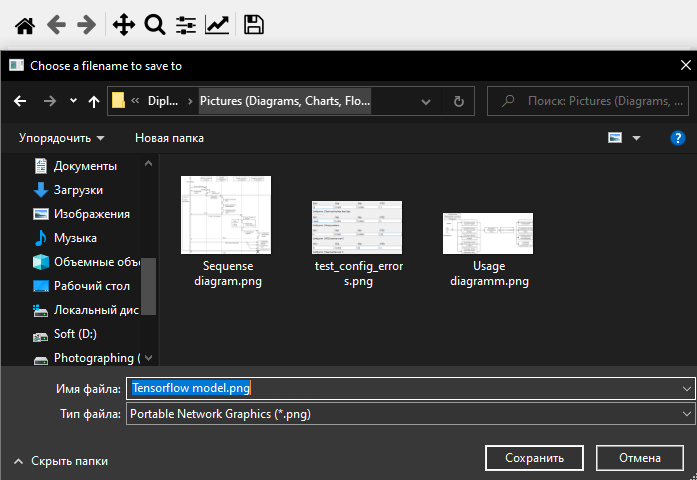 Choose a filename to save to
Dipl... Pictures (Diagrams, Charts, Flo...
Поиск: Pictures (Diagrams, ...
Упорядочить
Новая папка
Документы
Загрузки
Изображения
Музыка
Объемные объе
Рабочий стол
Локальный дис
Soft (D:)
Photographing (
Sequense
diagram.png
test_config_error
s.png
Usage
diagramm.png
Имя файла: Tensorflow model.png
Тип файла: Portable Network Graphics (*.png)
Скрыть папки
Сохранить
Отмена